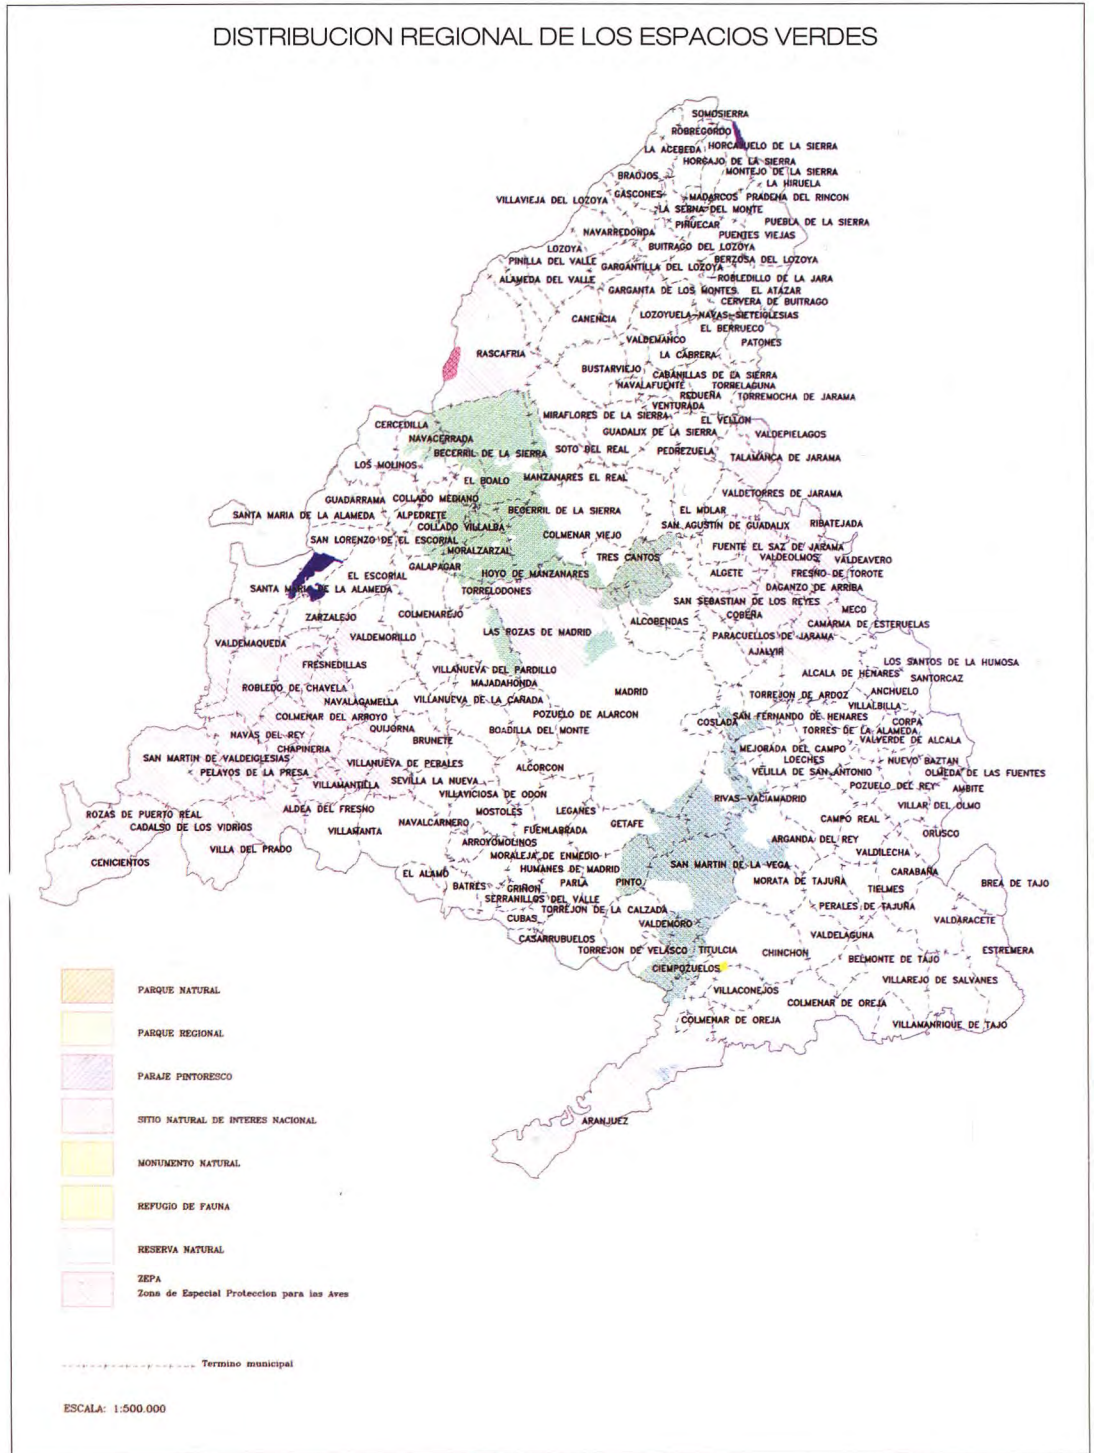 DISTRIBUCION REGIONAL DE LOS ESPACIOS VERDES
SOMOSIERRA
ROBREGORDO
LA ACEBEDA HORCAJUELO DE LA SIERRA
HORCAJO DE LA SIERRA
MONTEJO DE LA SIERRA
BRAOJOS
LA HIRUELA
GASCONES
MADARCOS PRADENA DEL RINCON
VILLAVIEJA DEL LOZOYA
LA SERNA DEL MONTE
PIÑUECAR PUEBLA DE LA SIERRA
NAVARREDONDA PUENTES VIEJAS
LOZOYA BUITRAGO DEL LOZOYA
PINILLA DEL VALLE BERZOSA DEL LOZOYA
GARGANTILLA DEL LOZOYA
ALAMEDA DEL VALLE ROBLEDILLO DE LA JARA
GARGANTA DE LOS MONTES EL ATAZAR
CERVERA DE BUITRAGO
CANENCIA LOZOYUELA-NAVAS-SIETEIGLESIAS
EL BERRUECO
VALDEMANCO PATONES
RASCAFRIA LA CABRERA
BUSTARVIEJO CABANILLAS DE LA SIERRA
NAVALAFUENTE TORRELAGUNA
REDUEÑA TORREMOCHA DE JARAMA
VENTURADA
MIRAFLORES DE LA SIERRA EL VELLON
CERCEDILLA
GUADALIX DE LA SIERRA VALDEPIELAGOS
NAVACERRADA
BECERRIL DE LA SIERRA SOTO DEL REAL PEDREZUELA
TALAMANCA DE JARAMA
LOS MOLINOS
EL BOALO MANZANARES EL REAL
GUADARRAMA COLLADO MEDIANO VALDETORRES DE JARAMA
SANTA MARIA DE LA ALAMEDA ALPEDRETE BECERRIL DE LA SIERRA EL MOLAR
COLLADO VILLALBA SAN AGUSTIN DE GUADALIX RIBATEJADA
SAN LORENZO DE EL ESCORIAL COLMENAR VIEJO
MORALZARZAL TRES CANTOS FUENTE EL SAZ DE JARAMA
VALDEOLMOS VALDEAVERO
GALAPAGAR
EL ESCORIAL HOYO DE MANZANARES ALGETE FRESNO DE TOROTE
SANTA MARIA DE LA ALAMEDA TORRELODONES DAGANZO DE ARRIBA
SAN SEBASTIAN DE LOS REYES
ZARZALEJO COLMENAREJO ALCOBENDAS COBEÑA MECO
CAMARMA DE ESTERUELAS
VALDEMAQUEDA VALDEMORILLO LAS ROZAS DE MADRID PARACUELLOS DE JARAMA
AJALVIR
FRESNEDILLAS VILLANUEVA DEL PARDILLO LOS SANTOS DE LA HUMOSA
ALCALA DE HENARES SANTORCAZ
ROBLEDO DE CHAVELA MAJADAHONDA
MADRID TORREJON DE ARDOZ ANCHUELO
NAVALAGAMELLA VILLANUEVA DE LA CAÑADA
VILLALBILLA
COLMENAR DEL ARROYO POZUELO DE ALARCON
COSLADA SAN FERNANDO DE HENARES CORPA
QUIJORNA BOADILLA DEL MONTE TORRES DE LA ALAMEDA
NAVAS DEL REY BRUNETE VALVERDE DE ALCALA
CHAPINERIA MEJORADA DEL CAMPO
SAN MARTIN DE VALDEIGLESIAS VILLANUEVA DE PERALES LOECHES NUEVO BAZTAN
PELAYOS DE LA PRESA ALCORCON VELILLA DE SAN ANTONIO OLMEDA DE LAS FUENTES
VILLAMANTILLA SEVILLA LA NUEVA POZUELO DEL REY AMBITE
VILLAVICIOSA DE ODON RIVAS-VACIAMADRID
ROZAS DE PUERTO REAL ALDEA DEL FRESNO MOSTOLES LEGANES VILLAR DEL OLMO
CADALSO DE LOS VIDRIOS VILLAMANTA NAVALCARNERO GETAFE CAMPO REAL
FUENLABRADA ORUSCO
ARROYOMOLINOS ARGANDA DEL REY
VILLA DEL PRADO VALDILECHA
CENICIENTOS MORALEJA DE ENMEDIO SAN MARTIN DE LA VEGA
EL ALAMO HUMANES DE MADRID CARABAÑA
BATRES GRIÑON PARLA PINTO MORATA DE TAJUÑA BREA DE TAJO
TIELMES
SERRANILLOS DEL VALLE
CUBAS TORREJON DE LA CALZADA PERALES DE TAJUÑA
VALDEMORO VALDARACETE
CASARRUBUELOS VALDELAGUNA
TORREJON DE VELASCO TITULCIA CHINCHON ESTREMERA
BELMONTE DE TAJO
CIEMPOZUELOS
VILLAREJO DE SALVANES
VILLACONEJOS
COLMENAR DE OREJA
COLMENAR DE OREJA VILLAMANRIQUE DE TAJO
ARANJUEZ
PARQUE NATURAL
PARQUE REGIONAL
PARAJE PINTORESCO
SITIO NATURAL DE INTERES NACIONAL
MONUMENTO NATURAL
REFUGIO DE FAUNA
RESERVA NATURAL
ZEPA
Zona de Especial Proteccion para las Aves
Termino municipal
ESCALA: 1:500.000